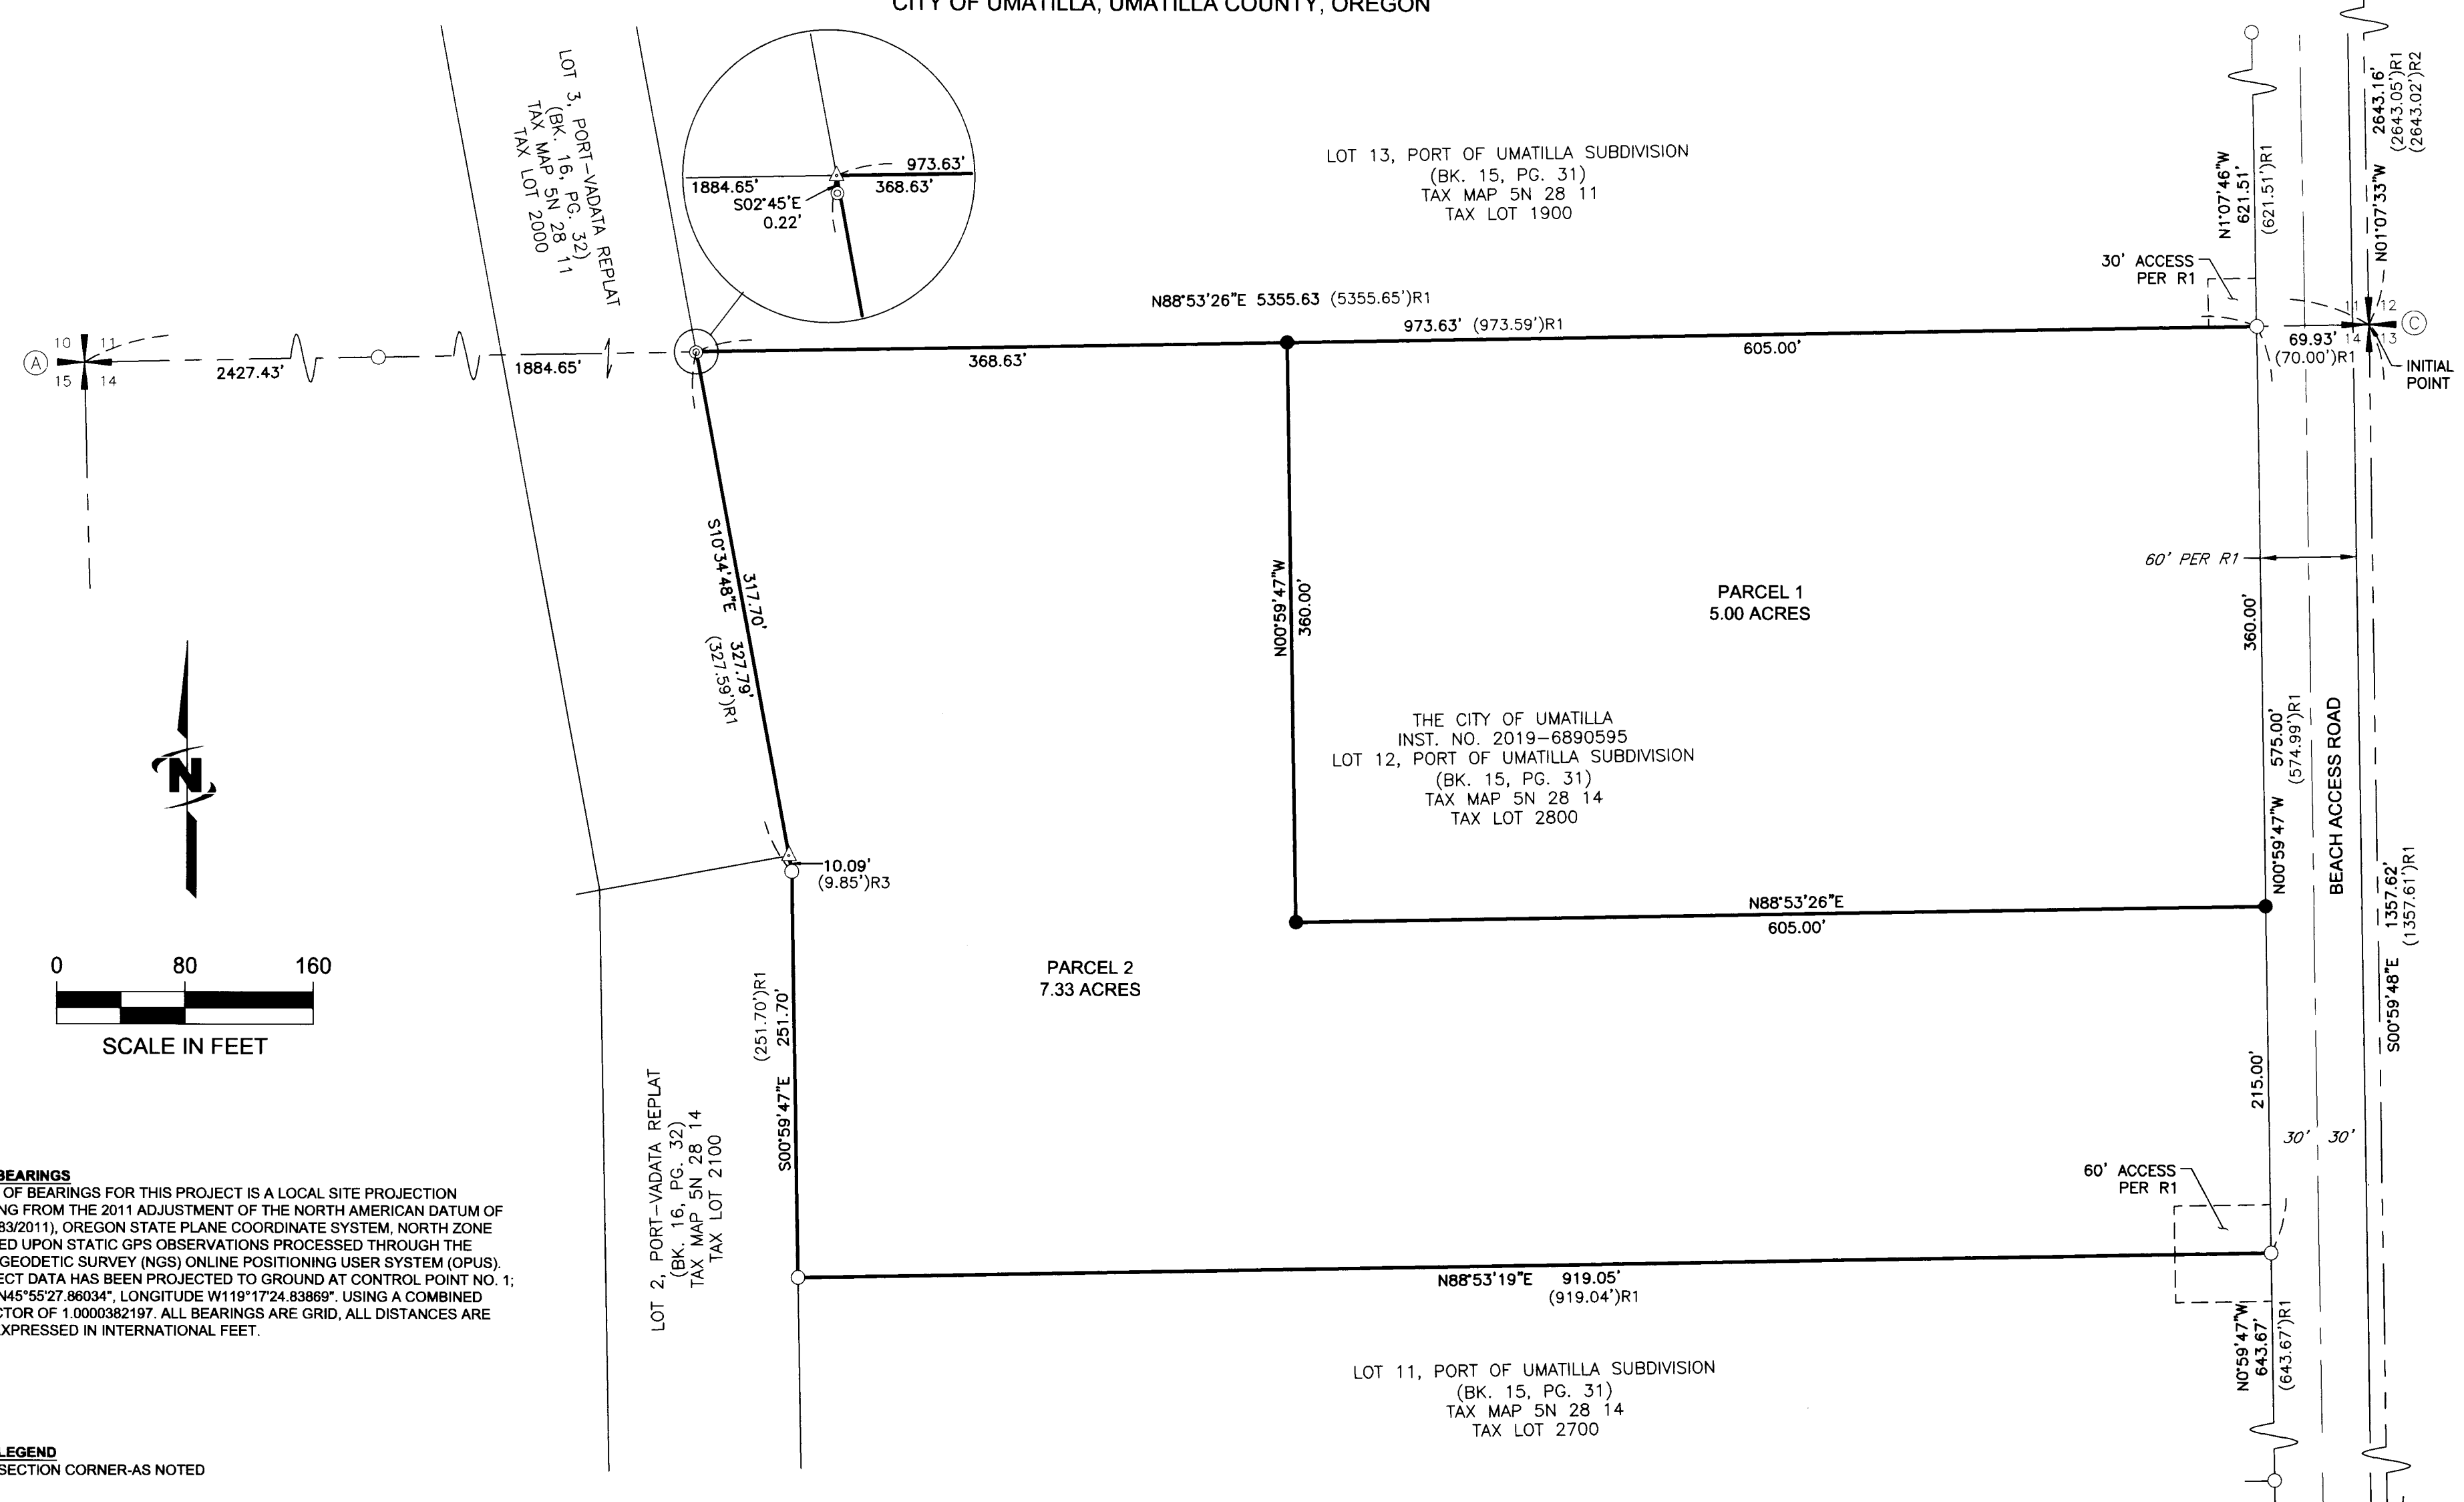 CITY OF UMATILLA, UMATILLA COUNTY, OREGON
LOT 3, PORT-VADATA REPLAT
(BK. 16, PG. 32)
TAX MAP 5N 28 11
TAX LOT 2000
973.63'
1884.65'
368.63'
S02°45'E
0.22'
LOT 13, PORT OF UMATILLA SUBDIVISION
(BK. 15, PG. 31)
TAX MAP 5N 28 11
TAX LOT 1900
N1°07'46"W
621.51'
(621.51')R1
N01°07'33"W 2643.16'
(2643.05')R1
(2643.02')R2
30' ACCESS
PER R1
N88°53'26"E 5355.63 (5355.65')R1
973.63' (973.59')R1
368.63'
605.00'
69.93'
(70.00')R1
11 12
14 13
C
INITIAL
POINT
A
10 11
15 14
2427.43'
1884.65'
S10°34'48"E
317.70'
327.79'
(327.59')R1
N00°59'47"W
360.00'
PARCEL 1
5.00 ACRES
60' PER R1
360.00'
THE CITY OF UMATILLA
INST. NO. 2019-6890595
LOT 12, PORT OF UMATILLA SUBDIVISION
(BK. 15, PG. 31)
TAX MAP 5N 28 14
TAX LOT 2800
N00°59'47"W 575.00'
(574.99')R1
BEACH ACCESS ROAD
S00°59'48"E 1357.62'
(1357.61')R1
N
10.09'
(9.85')R3
N88°53'26"E
605.00'
0 80 160
SCALE IN FEET
PARCEL 2
7.33 ACRES
(251.70')R1
S00°59'47"E 251.70'
215.00'
30' 30'
LOT 2, PORT-VADATA REPLAT
(BK. 16, PG. 32)
TAX MAP 5N 28 14
TAX LOT 2100
60' ACCESS
PER R1
BEARINGS
OF BEARINGS FOR THIS PROJECT IS A LOCAL SITE PROJECTION
NG FROM THE 2011 ADJUSTMENT OF THE NORTH AMERICAN DATUM OF
83/2011), OREGON STATE PLANE COORDINATE SYSTEM, NORTH ZONE
ED UPON STATIC GPS OBSERVATIONS PROCESSED THROUGH THE
GEODETIC SURVEY (NGS) ONLINE POSITIONING USER SYSTEM (OPUS).
ECT DATA HAS BEEN PROJECTED TO GROUND AT CONTROL POINT NO. 1;
N45°55'27.86034", LONGITUDE W119°17'24.83869". USING A COMBINED
CTOR OF 1.0000382197. ALL BEARINGS ARE GRID, ALL DISTANCES ARE
XPRESSED IN INTERNATIONAL FEET.
N88°53'19"E 919.05'
(919.04')R1
N0°59'47"W
643.67'
(643.67')R1
LOT 11, PORT OF UMATILLA SUBDIVISION
(BK. 15, PG. 31)
TAX MAP 5N 28 14
TAX LOT 2700
LEGEND
SECTION CORNER-AS NOTED